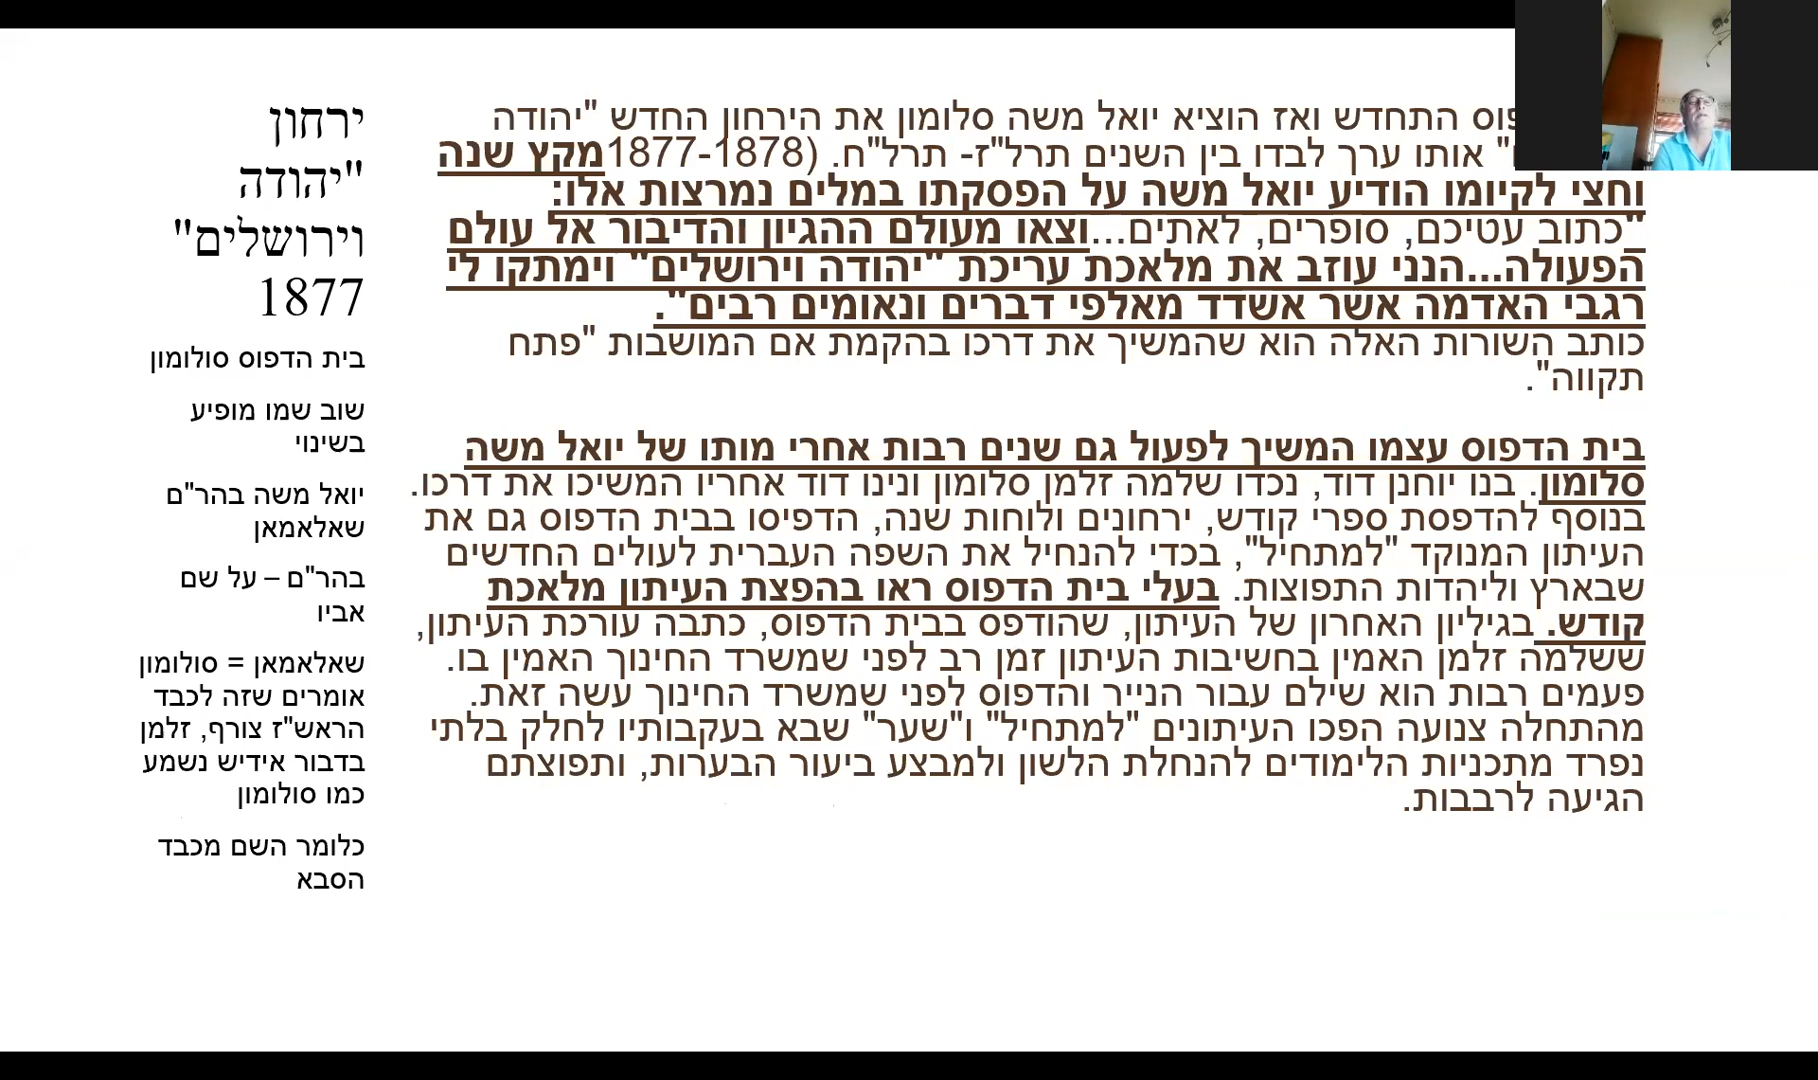 ירחון
"יהודה
וירושלים"
1877
בית הדפוס סולומון
שוב שמו מופיע
בשינוי
יואל משה בהר"ם
שאלאמאן
בהר"ם – על שם
אביו
שאלאמאן = סולומון
אומרים שזה לכבד
הראש"ז צורף, זלמן
בדבור אידיש נשמע
כמו סולומון
כלומר השם מכבד
הסבא
התחדש ואז הוציא יואל משה סלומון את הירחון החדש "יהודה
אותו ערך לבדו בין השנים תרל"ז- תרל"ח. (1877-1878מקץ שנה
וחצי לקיומו הודיע יואל משה על הפסקתו במלים נמרצות אלו:
"כתוב עטיכם, סופרים, לאתים...וצאו מעולם ההגיון והדיבור אל עולם
הפעולה...הנני עוזב את מלאכת עריכת "יהודה וירושלים" וימתקו לי
רגבי האדמה אשר אשדד מאלפי דברים ונאומים רבים".
כותב השורות האלה הוא שהמשיך את דרכו בהקמת אם המושבות "פתח
תקווה".
בית הדפוס עצמו המשיך לפעול גם שנים רבות אחרי מותו של יואל משה
סלומון. בנו יוחנן דוד, נכדו שלמה זלמן סלומון ונינו דוד אחריו המשיכו את דרכו.
בנוסף להדפסת ספרי קודש, ירחונים ולוחות שנה, הדפיסו בבית הדפוס גם את
העיתון המנוקד "למתחיל", בכדי להנחיל את השפה העברית לעולים החדשים
שבארץ וליהדות התפוצות. בעלי בית הדפוס ראו בהפצת העיתון מלאכת
קודש. בגיליון האחרון של העיתון, שהודפס בבית הדפוס, כתבה עורכת העיתון,
ששלמה זלמן האמין בחשיבות העיתון זמן רב לפני שמשרד החינוך האמין בו.
פעמים רבות הוא שילם עבור הנייר והדפוס לפני שמשרד החינוך עשה זאת.
מהתחלה צנועה הפכו העיתונים "למתחיל" ו"שער" שבא בעקבותיו לחלק בלתי
נפרד מתכניות הלימודים להנחלת הלשון ולמבצע ביעור הבערות, ותפוצתם
הגיעה לרבבות.